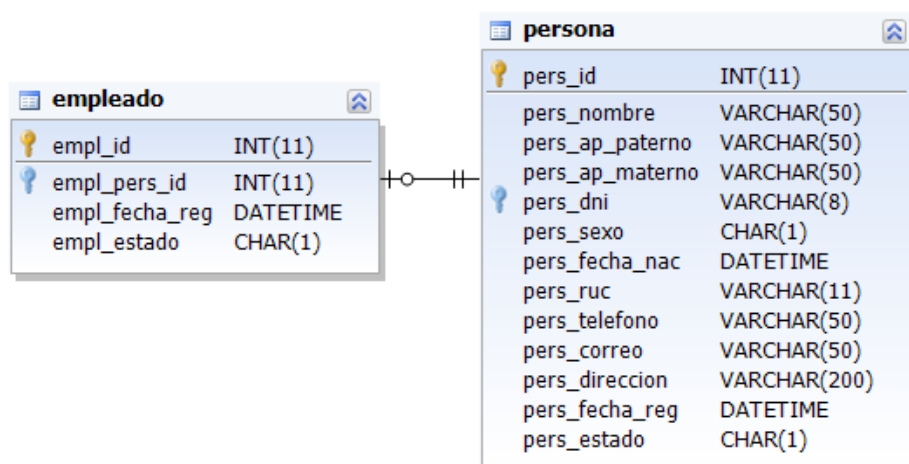 empleado
empl_id INT(11)
empl_pers_id INT(11)
empl_fecha_reg DATETIME
empl_estado CHAR(1)
persona
pers_id INT(11)
pers_nombre VARCHAR(50)
pers_ap_paterno VARCHAR(50)
pers_ap_materno VARCHAR(50)
pers_dni VARCHAR(8)
pers_sexo CHAR(1)
pers_fecha_nac DATETIME
pers_ruc VARCHAR(11)
pers_telefono VARCHAR(50)
pers_correo VARCHAR(50)
pers_direccion VARCHAR(200)
pers_fecha_reg DATETIME
pers_estado CHAR(1)